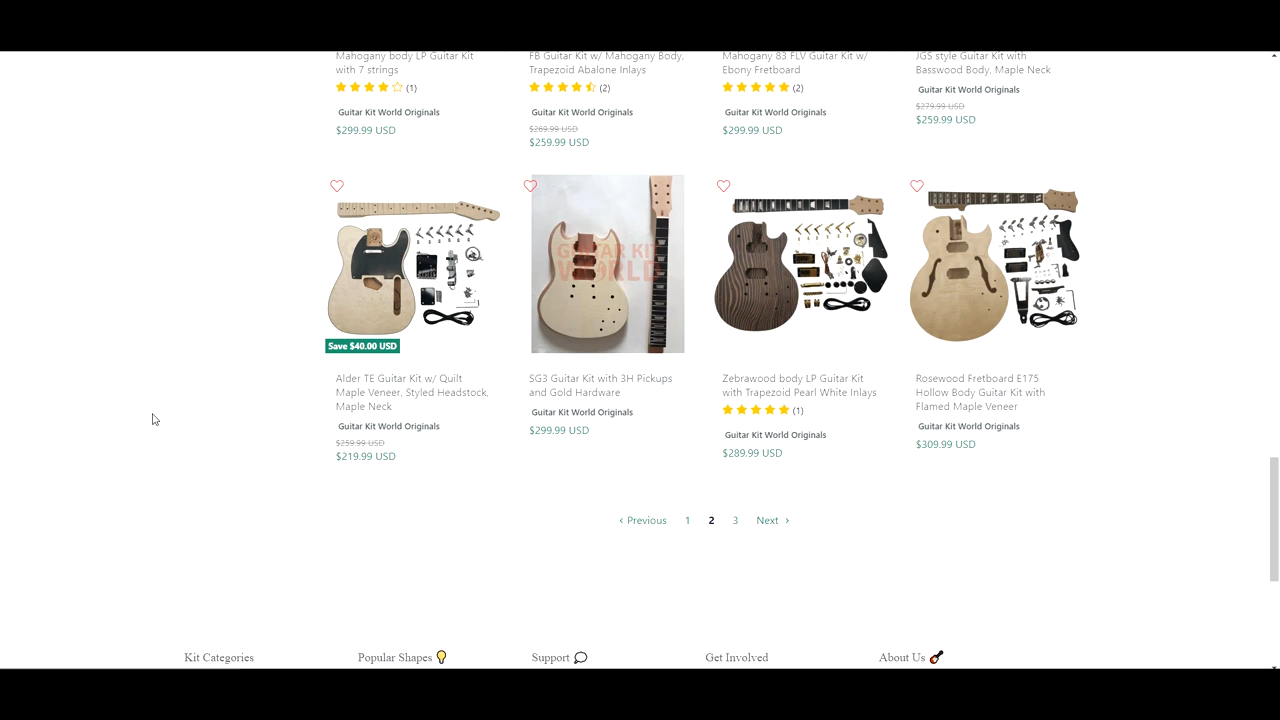 Mahogany body LP Guitar Kit
with 7 strings
(1)
Guitar Kit World Originals
$299.99 USD
FB Guitar Kit w/ Mahogany Body,
Trapezoid Abalone Inlays
(2)
Guitar Kit World Originals
$269.99 USD
$259.99 USD
Mahogany 83 FLV Guitar Kit w/
Ebony Fretboard
(2)
Guitar Kit World Originals
$299.99 USD
JGS style Guitar Kit with
Basswood Body, Maple Neck
Guitar Kit World Originals
$279.99 USD
$259.99 USD
Save $40.00 USD
Alder TE Guitar Kit w/ Quilt
Maple Veneer, Styled Headstock,
Maple Neck
Guitar Kit World Originals
$259.99 USD
$219.99 USD
GUITAR KIT
WORLD
SG3 Guitar Kit with 3H Pickups
and Gold Hardware
Guitar Kit World Originals
$299.99 USD
Zebrawood body LP Guitar Kit
with Trapezoid Pearl White Inlays
(1)
Guitar Kit World Originals
$289.99 USD
Rosewood Fretboard E175
Hollow Body Guitar Kit with
Flamed Maple Veneer
Guitar Kit World Originals
$309.99 USD
‹ Previous 1 2 3 Next ›
Kit Categories
Popular Shapes
Support
Get Involved
About Us